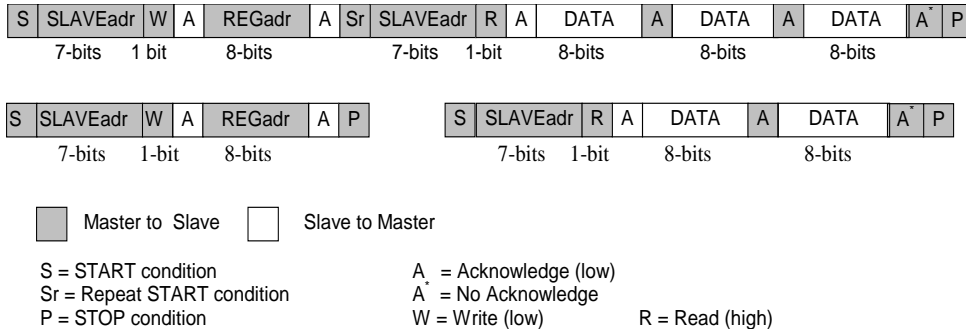 S SLAVEadr W A REGadr A Sr SLAVEadr R A DATA A DATA A DATA A* P
7-bits 1 bit 8-bits 7-bits 1-bit 8-bits 8-bits 8-bits
S SLAVEadr W A REGadr A P S SLAVEadr R A DATA A DATA A* P
7-bits 1-bit 8-bits 7-bits 1-bit 8-bits 8-bits
Master to Slave Slave to Master
S = START condition A = Acknowledge (low)
Sr = Repeat START condition A* = No Acknowledge
P = STOP condition W = Write (low) R = Read (high)